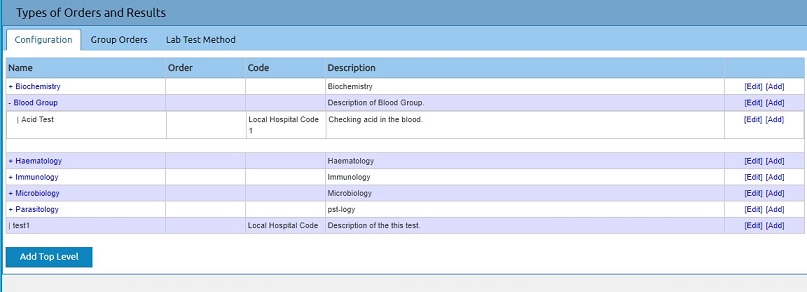 Types of Orders and Results
Configuration Group Orders Lab Test Method
Name Order Code Description
+ Biochemistry Biochemistry [Edit] [Add]
- Blood Group Description of Blood Group. [Edit] [Add]
| Acid Test Local Hospital Code Checking acid in the blood. [Edit] [Add]
1
+ Haematology Haematology [Edit] [Add]
+ Immunology Immunology [Edit] [Add]
+ Microbiology Microbiology [Edit] [Add]
+ Parasitology pst-logy [Edit] [Add]
| test1 Local Hospital Code Description of the this test. [Edit] [Add]
Add Top Level